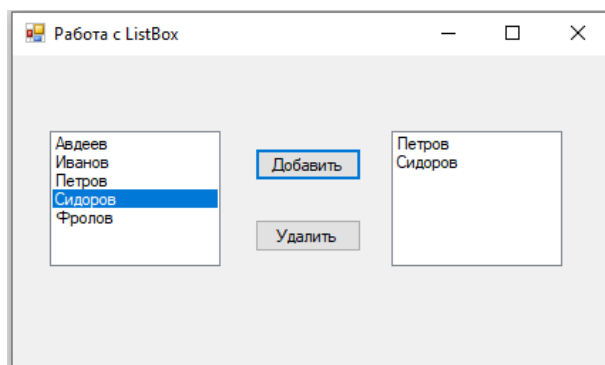 Работа с ListBox
Авдеев
Иванов
Петров
Сидоров
Фролов
Добавить
Удалить
Петров
Сидоров